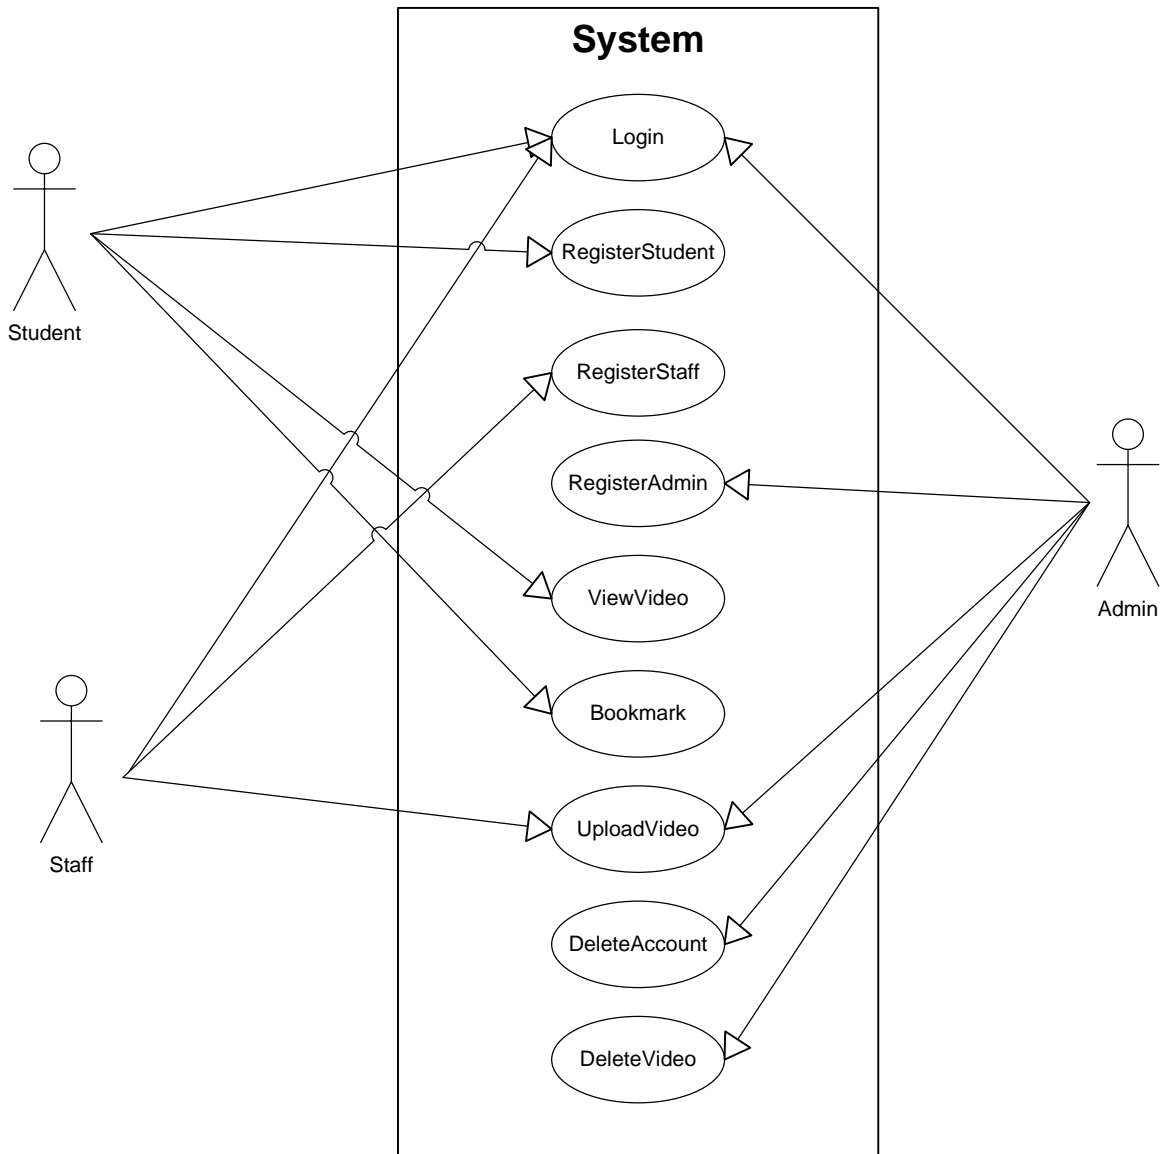 System
Login
RegisterStudent
Student
RegisterStaff
RegisterAdmin
ViewVideo
Admin
Bookmark
UploadVideo
Staff
DeleteAccount
DeleteVideo